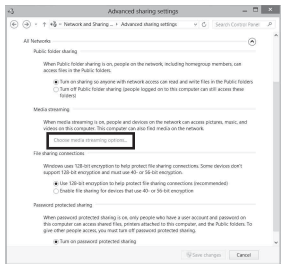 Advanced sharing settings
« Network and Sharing ... › Advanced sharing settings
Search Control Panel
All Networks
Public folder sharing
When Public folder sharing is on, people on the network, including homegroup members, can
access files in the Public folders.
Turn on sharing so anyone with network access can read and write files in the Public folders
Turn off Public folder sharing (people logged on to this computer can still access these
folders)
Media streaming
When media streaming is on, people and devices on the network can access pictures, music, and
videos on this computer. This computer can also find media on the network.
Choose media streaming options...
File sharing connections
Windows uses 128-bit encryption to help protect file sharing connections. Some devices don't
support 128-bit encryption and must use 40- or 56-bit encryption.
Use 128-bit encryption to help protect file sharing connections (recommended)
Enable file sharing for devices that use 40- or 56-bit encryption
Password protected sharing
When password protected sharing is on, only people who have a user account and password on
this computer can access shared files, printers attached to this computer, and the Public folders. To
give other people access, you must turn off password protected sharing.
Turn on password protected sharing
Save changes
Cancel